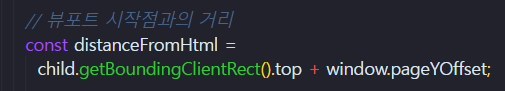 // 뷰포트 시작점과의 거리
const distanceFromHtml =
child.getBoundingClientRect().top + window.pageYOffset;